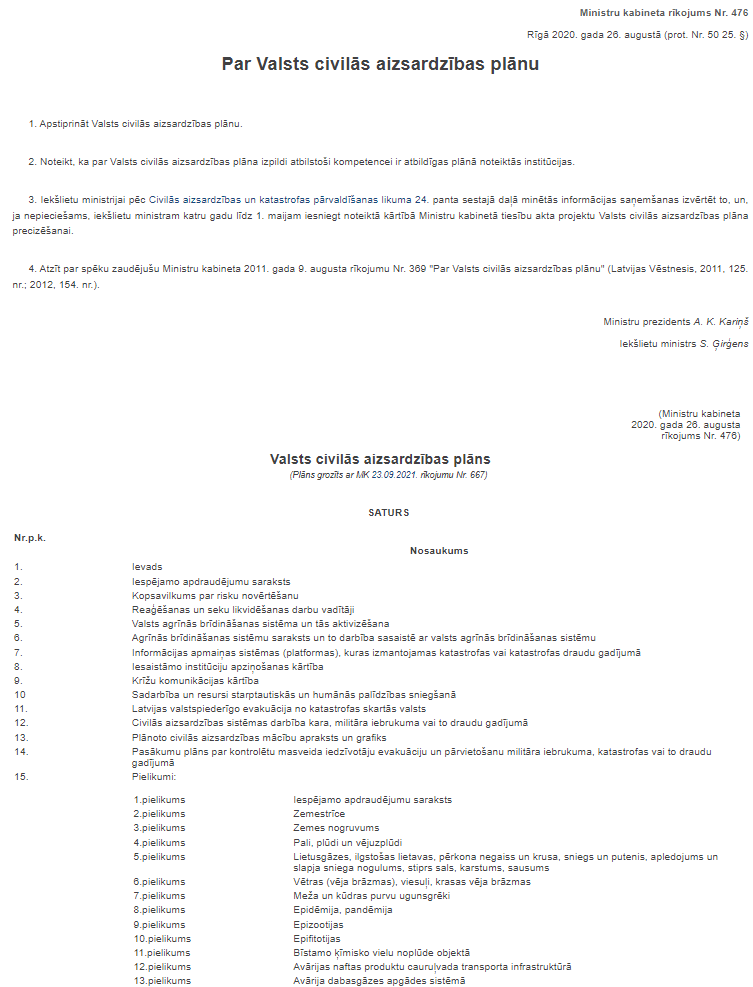 Ministru kabineta rīkojums Nr. 476
Rīgā 2020. gada 26. augustā (prot. Nr. 50 25. §)
Par Valsts civilās aizsardzības plānu
1. Apstiprināt Valsts civilās aizsardzības plānu.
2. Noteikt, ka par Valsts civilās aizsardzības plāna izpildi atbilstoši kompetencei ir atbildīgas plānā noteiktās institūcijas.
3. Iekšlietu ministrijai pēc Civilās aizsardzības un katastrofas pārvaldīšanas likuma 24. panta sestajā daļā minētās informācijas saņemšanas izvērtēt to, un,
ja nepieciešams, iekšlietu ministram katru gadu līdz 1. maijam iesniegt noteiktā kārtībā Ministru kabinetā tiesību akta projektu Valsts civilās aizsardzības plāna
precizēšanai.
4. Atzīt par spēku zaudējušu Ministru kabineta 2011. gada 9. augusta rīkojumu Nr. 369 "Par Valsts civilās aizsardzības plānu" (Latvijas Vēstnesis, 2011, 125.
nr.; 2012, 154. nr.).
Ministru prezidents A. K. Kariņš
Iekšlietu ministrs S. Ģirģens
(Ministru kabineta
2020. gada 26. augusta
rīkojums Nr. 476)
Valsts civilās aizsardzības plāns
(Plāns grozīts ar MK 23.09.2021. rīkojumu Nr. 667)
SATURS
Nr.p.k.
Nosaukums
1. Ievads
2. Iespējamo apdraudējumu saraksts
3. Kopsavilkums par risku novērtēšanu
4. Reaģēšanas un seku likvidēšanas darbu vadītāji
5. Valsts agrīnās brīdināšanas sistēma un tās aktivizēšana
6. Agrīnās brīdināšanas sistēmu saraksts un to darbība sasaistē ar valsts agrīnās brīdināšanas sistēmu
7. Informācijas apmaiņas sistēmas (platformas), kuras izmantojamas katastrofas vai katastrofas draudu gadījumā
8. Iesaistāmo institūciju apziņošanas kārtība
9. Krīžu komunikācijas kārtība
10 Sadarbība un resursi starptautiskās un humānās palīdzības sniegšanā
11. Latvijas valstspiederīgo evakuācija no katastrofas skartās valsts
12. Civilās aizsardzības sistēmas darbība kara, militāra iebrukuma vai to draudu gadījumā
13. Plānoto civilās aizsardzības mācību apraksts un grafiks
14. Pasākumu plāns par kontrolētu masveida iedzīvotāju evakuāciju un pārvietošanu militāra iebrukuma, katastrofas vai to draudu
gadījumā
15. Pielikumi:
1.pielikums Iespējamo apdraudējumu saraksts
2.pielikums Zemestrīce
3.pielikums Zemes nogruvums
4.pielikums Pali, plūdi un vējuzplūdi
5.pielikums Lietusgāzes, ilgstošas lietavas, pērkona negaiss un krusa, sniegs un putenis, apledojums un
slapja sniega nogulums, stiprs sals, karstums, sausums
6.pielikums Vētras (vēja brāzmas), viesuļi, krasas vēja brāzmas
7.pielikums Meža un kūdras purvu ugunsgrēki
8.pielikums Epidēmija, pandēmija
9.pielikums Epizootijas
10.pielikums Epifitotijas
11.pielikums Bīstamo ķīmisko vielu noplūde objektā
12.pielikums Avārijas naftas produktu cauruļvada transporta infrastruktūrā
13.pielikums Avārija dabasgāzes apgādes sistēmā